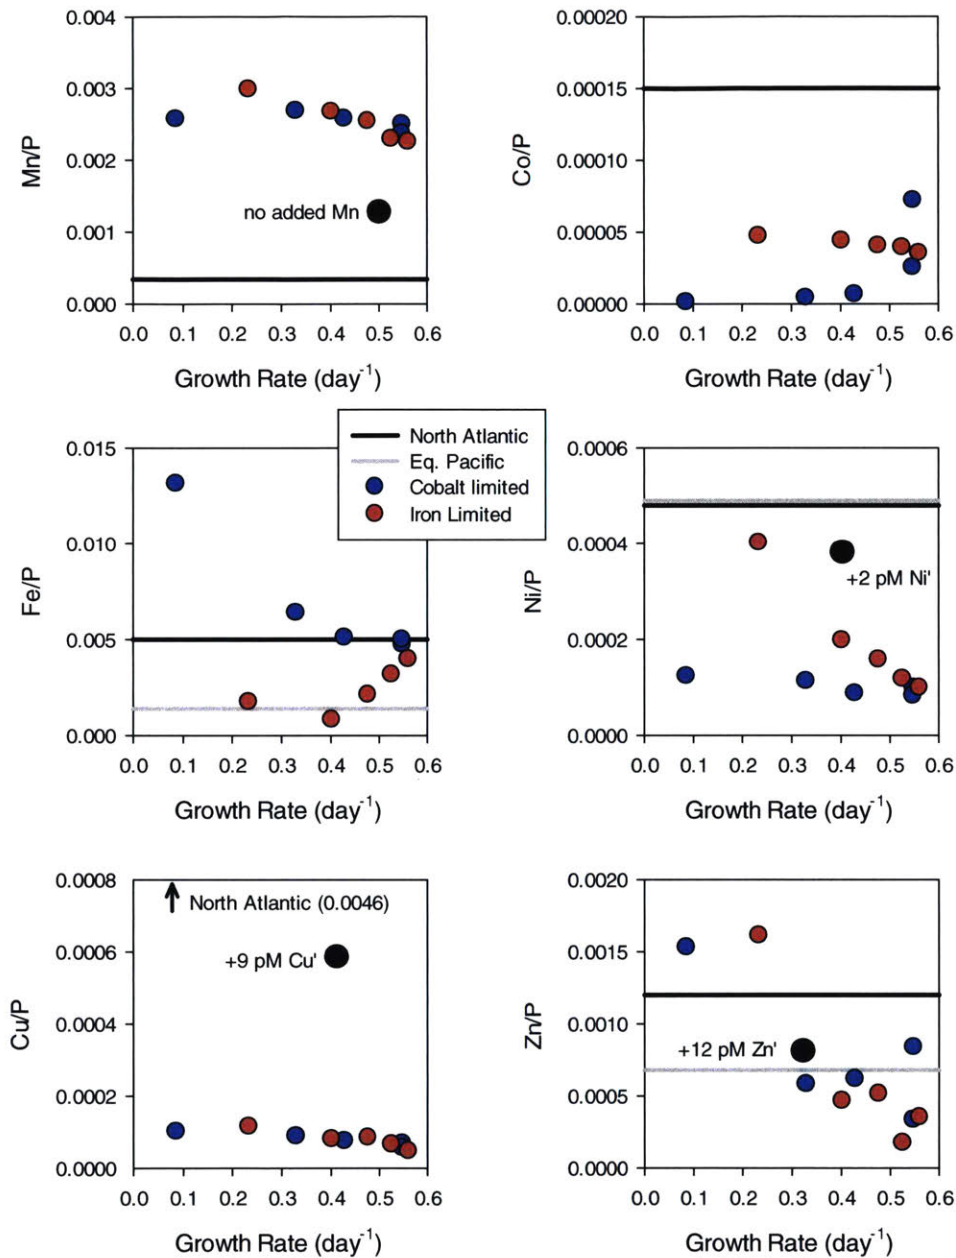 0.004
0.003
0.002
0.001
0.000
Mn/P
no added Mn
0.0 0.1 0.2 0.3 0.4 0.5 0.6
Growth Rate (day⁻¹)
0.00020
0.00015
0.00010
0.00005
0.00000
Co/P
0.0 0.2 0.3 0.4 0.5 0.6
Growth Rate (day⁻¹)
North Atlantic
Eq. Pacific
Cobalt limited
Iron Limited
0.015
0.010
0.005
0.000
Fe/P
0.0 0.1 0.2 0.3 0.4 0.5 0.6
Growth Rate (day⁻¹)
0.0006
0.0004
0.0002
0.0000
Ni/P
+2 pM Ni'
0.0 0.2 0.3 0.4 0.5 0.6
Growth Rate (day⁻¹)
0.0008
0.0006
0.0004
0.0002
0.0000
Cu/P
North Atlantic (0.0046)
+9 pM Cu'
0.0 0.1 0.2 0.3 0.4 0.5 0.6
Growth Rate (day⁻¹)
0.0020
0.0015
0.0010
0.0005
0.0000
Zn/P
+12 pM Zn'
0.0 0.2 0.3 0.4 0.5 0.6
Growth Rate (day⁻¹)